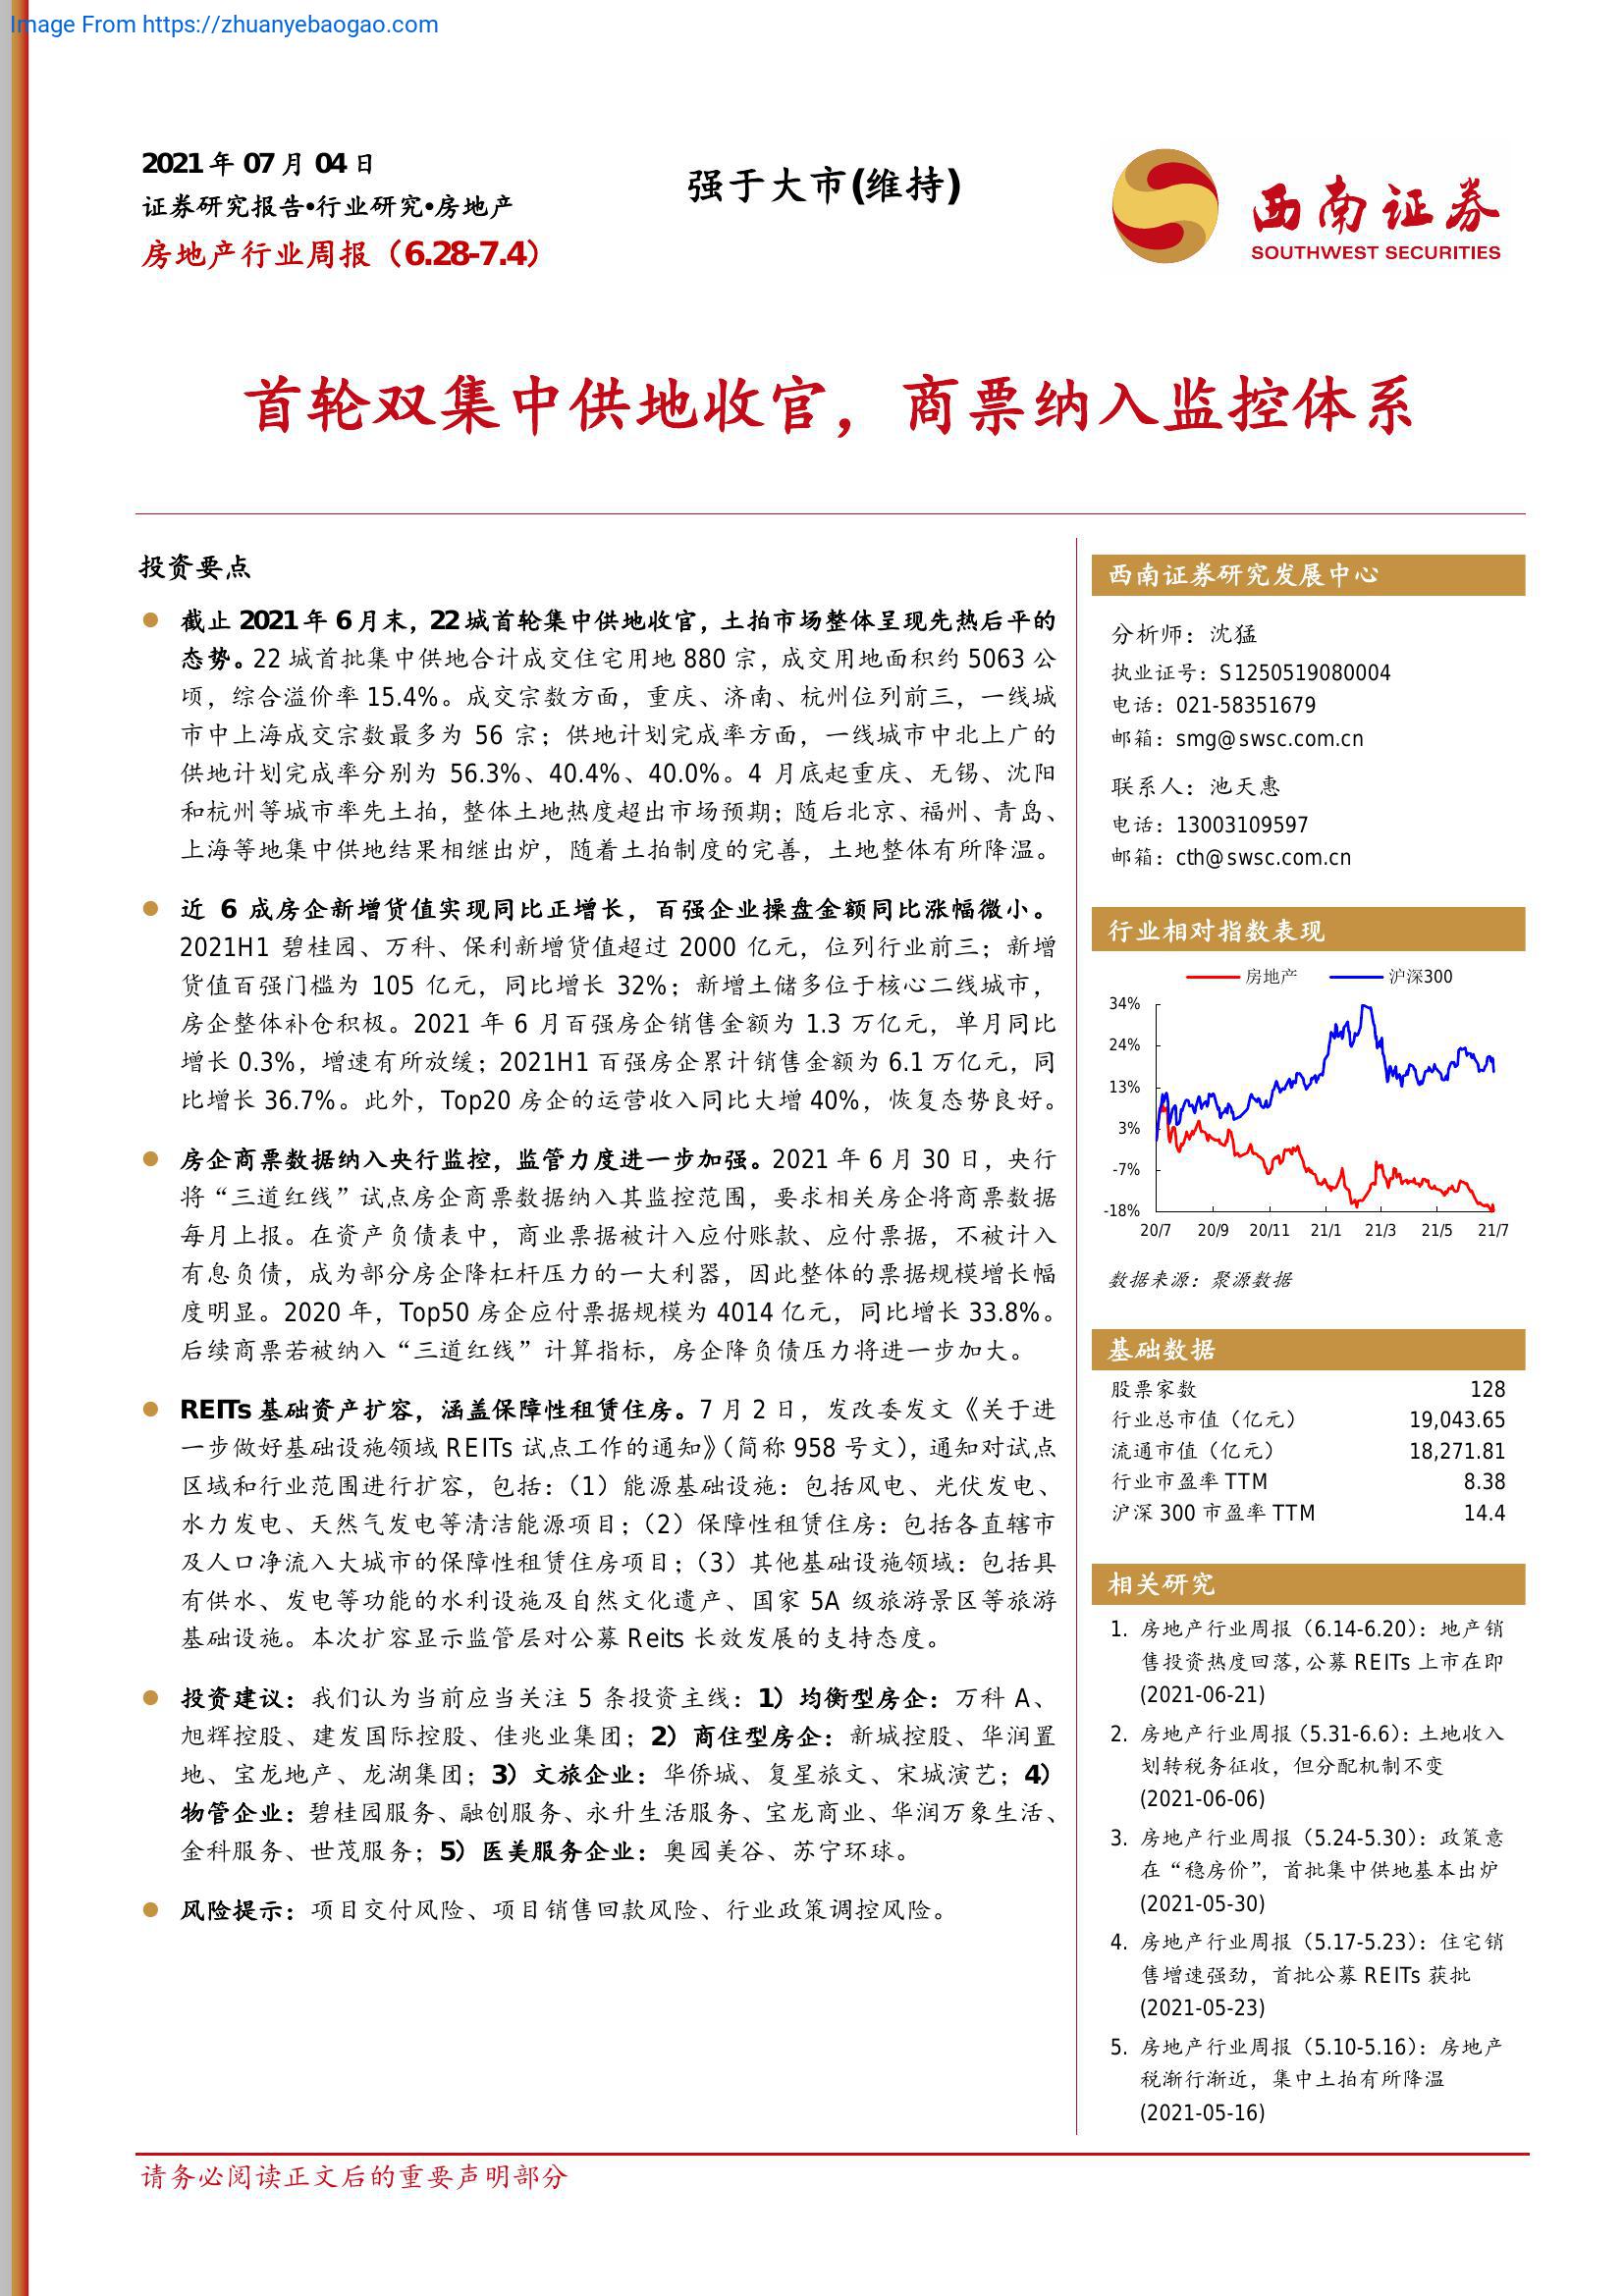 Image From https://zhuanyebaogao.com
2021 年 07 月 04 日
证券研究报告•行业研究•房地产
房地产行业周报（6.28-7.4）
强于大市(维持)
西南证券
SOUTHWEST SECURITIES
首轮双集中供地收官，商票纳入监控体系
投资要点
截止 2021 年 6 月末，22 城首轮集中供地收官，土拍市场整体呈现先热后平的
态势。22 城首批集中供地合计成交住宅用地 880 宗，成交用地面积约 5063 公
顷，综合溢价率 15.4%。成交宗数方面，重庆、济南、杭州位列前三，一线城
市中上海成交宗数最多为 56 宗；供地计划完成率方面，一线城市中北上广的
供地计划完成率分别为 56.3%、40.4%、40.0%。4 月底起重庆、无锡、沈阳
和杭州等城市率先土拍，整体土地热度超出市场预期；随后北京、福州、青岛、
上海等地集中供地结果相继出炉，随着土拍制度的完善，土地整体有所降温。
近 6 成房企新增货值实现同比正增长，百强企业操盘金额同比涨幅微小。
2021H1 碧桂园、万科、保利新增货值超过 2000 亿元，位列行业前三；新增
货值百强门槛为 105 亿元，同比增长 32%；新增土储多位于核心二线城市，
房企整体补仓积极。2021 年 6 月百强房企销售金额为 1.3 万亿元，单月同比
增长 0.3%，增速有所放缓；2021H1 百强房企累计销售金额为 6.1 万亿元，同
比增长 36.7%。此外，Top20 房企的运营收入同比大增 40%，恢复态势良好。
房企商票数据纳入央行监控，监管力度进一步加强。2021 年 6 月 30 日，央行
将“三道红线”试点房企商票数据纳入其监控范围，要求相关房企将商票数据
每月上报。在资产负债表中，商业票据被计入应付账款、应付票据，不被计入
有息负债，成为部分房企降杠杆压力的一大利器，因此整体的票据规模增长幅
度明显。2020 年，Top50 房企应付票据规模为 4014 亿元，同比增长 33.8%。
后续商票若被纳入“三道红线”计算指标，房企降负债压力将进一步加大。
REITs 基础资产扩容，涵盖保障性租赁住房。7 月 2 日，发改委发文《关于进
一步做好基础设施领域 REITs 试点工作的通知》（简称 958 号文），通知对试点
区域和行业范围进行扩容，包括：（1）能源基础设施：包括风电、光伏发电、
水力发电、天然气发电等清洁能源项目；（2）保障性租赁住房：包括各直辖市
及人口净流入大城市的保障性租赁住房项目；（3）其他基础设施领域：包括具
有供水、发电等功能的水利设施及自然文化遗产、国家 5A 级旅游景区等旅游
基础设施。本次扩容显示监管层对公募 Reits 长效发展的支持态度。
投资建议：我们认为当前应当关注 5 条投资主线：1）均衡型房企：万科 A、
旭辉控股、建发国际控股、佳兆业集团；2）商住型房企：新城控股、华润置
地、宝龙地产、龙湖集团；3）文旅企业：华侨城、复星旅文、宋城演艺；4）
物管企业：碧桂园服务、融创服务、永升生活服务、宝龙商业、华润万象生活、
金科服务、世茂服务；5）医美服务企业：奥园美谷、苏宁环球。
风险提示：项目交付风险、项目销售回款风险、行业政策调控风险。
西南证券研究发展中心
分析师：沈猛
执业证号：S1250519080004
电话：021-58351679
邮箱：smg@swsc.com.cn
联系人：池天惠
电话：13003109597
邮箱：cth@swsc.com.cn
行业相对指数表现
房地产 沪深300
34%
24%
13%
3%
-7%
-18%
20/7 20/9 20/11 21/1 21/3 21/5 21/7
数据来源：聚源数据
基础数据
股票家数 128
行业总市值（亿元） 19,043.65
流通市值（亿元） 18,271.81
行业市盈率 TTM 8.38
沪深 300 市盈率 TTM 14.4
相关研究
1. 房地产行业周报（6.14-6.20）：地产销
售投资热度回落，公募 REITs 上市在即
(2021-06-21)
2. 房地产行业周报（5.31-6.6）：土地收入
划转税务征收，但分配机制不变
(2021-06-06)
3. 房地产行业周报（5.24-5.30）：政策意
在“稳房价”，首批集中供地基本出炉
(2021-05-30)
4. 房地产行业周报（5.17-5.23）：住宅销
售增速强劲，首批公募 REITs 获批
(2021-05-23)
5. 房地产行业周报（5.10-5.16）：房地产
税渐行渐近，集中土拍有所降温
(2021-05-16)
请务必阅读正文后的重要声明部分